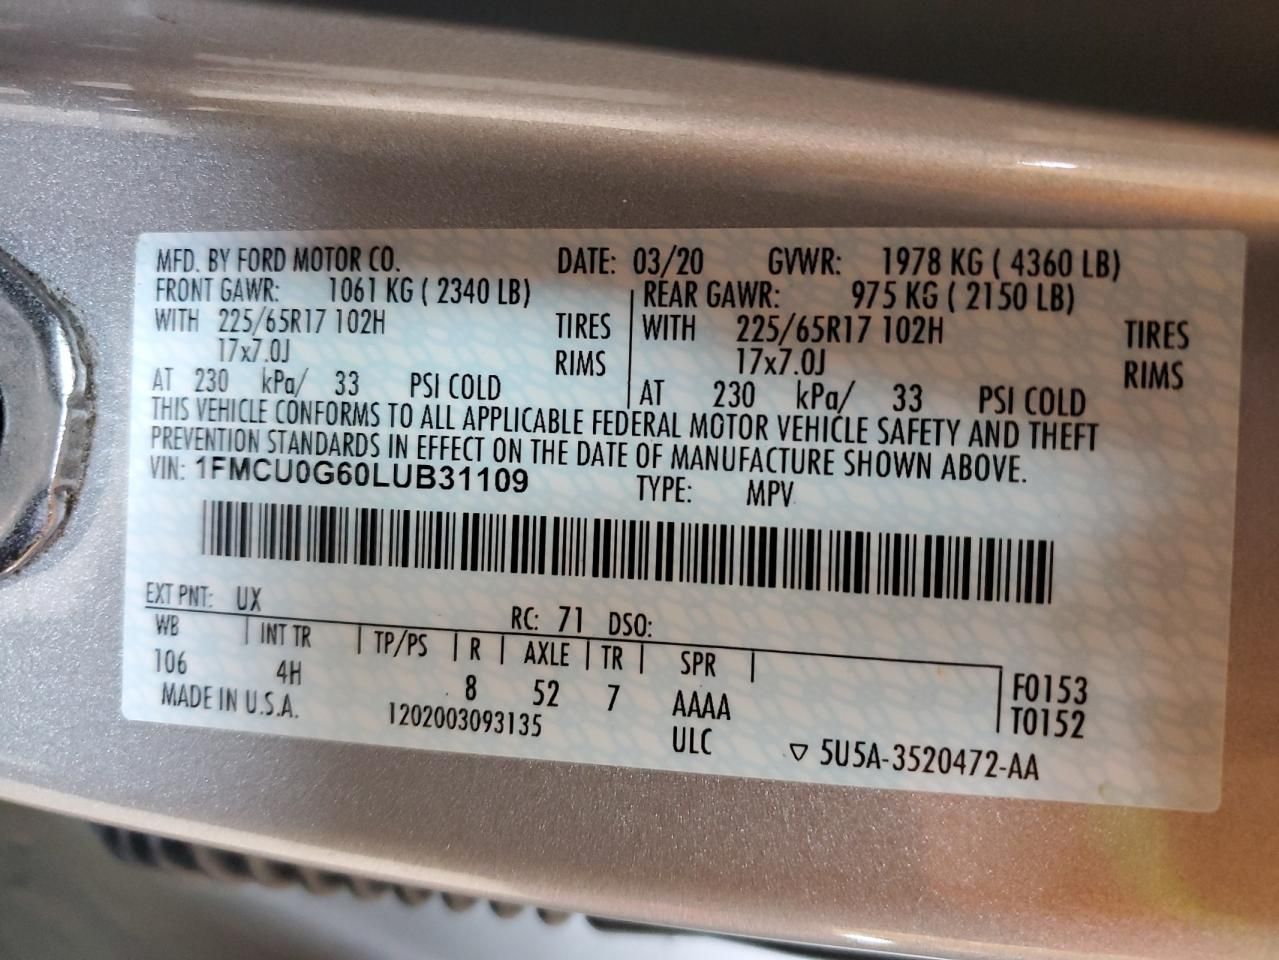 MFD. BY FORD MOTOR CO. DATE: 03/20 GVWR: 1978 KG ( 4360 LB)
FRONT GAWR: 1061 KG ( 2340 LB) REAR GAWR: 975 KG ( 2150 LB)
WITH 225/65R17 102H TIRES WITH 225/65R17 102H TIRES
17x7.0J RIMS 17x7.0J RIMS
AT 230 kPa/ 33 PSI COLD AT 230 kPa/ 33 PSI COLD
THIS VEHICLE CONFORMS TO ALL APPLICABLE FEDERAL MOTOR VEHICLE SAFETY AND THEFT
PREVENTION STANDARDS IN EFFECT ON THE DATE OF MANUFACTURE SHOWN ABOVE.
VIN: 1FMCU0G60LUB31109 TYPE: MPV
EXT PNT: UX RC: 71 DSO:
WB INT TR TP/PS R AXLE TR SPR
106 4H 8 52 7 AAAA F0153
MADE IN U.S.A. 1202003093135 ULC T0152
▽ 5U5A-3520472-AA